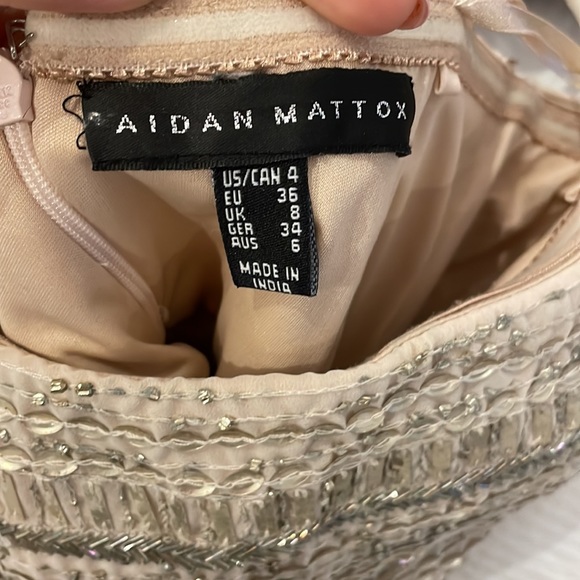 AIDAN MATTOX
US/CAN 4
EU 36
UK 8
GER 34
AUS 6
MADE IN
INDIA